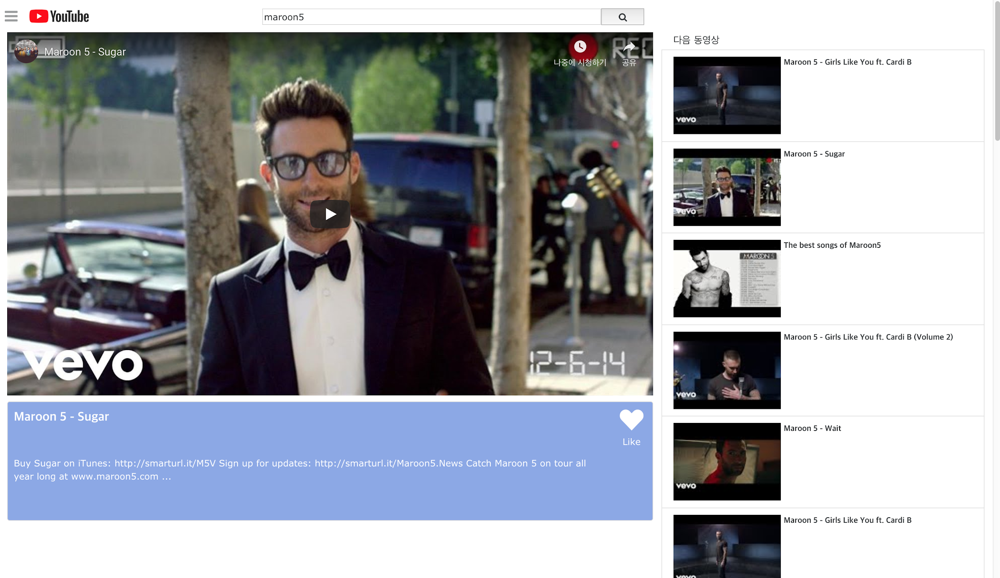 YouTube
maroon5
Maroon 5 - Sugar
REC
나중에 시청하기
공유
vevo
12-6-14
Maroon 5 - Sugar
Like
Buy Sugar on iTunes: http://smarturl.it/M5V Sign up for updates: http://smarturl.it/Maroon5.News Catch Maroon 5 on tour all
year long at www.maroon5.com ...
다음 동영상
Maroon 5 - Girls Like You ft. Cardi B
vevo
Maroon 5 - Sugar
REC
vevo
12-6-14
The best songs of Maroon5
MAROON 5
Maroon 5 - Girls Like You ft. Cardi B (Volume 2)
vevo
Maroon 5 - Wait
vevo
Maroon 5 - Girls Like You ft. Cardi B
vevo